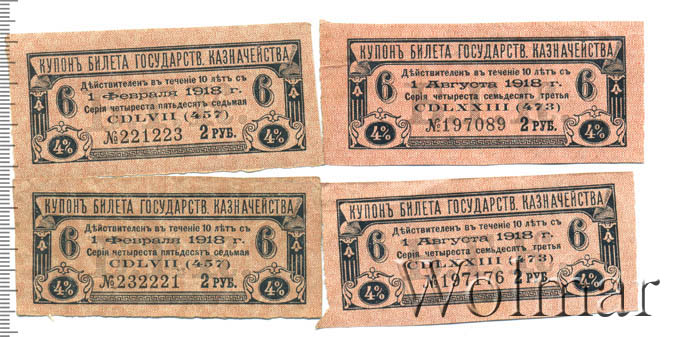 КУПОНЪ БИЛЕТА ГОСУДАРСТВ. КАЗНАЧЕЙСТВА
Дѣйствителенъ въ теченіе 10 лѣтъ съ
6 1 Февраля 1918 г. 6
Серія четыреста пятьдесятъ седьмая
CDLVII (457)
4% №221223 2 РУБ. 4%
КУПОНЪ БИЛЕТА ГОСУДАРСТВ. КАЗНАЧЕЙСТВА
Дѣйствителенъ въ теченіе 10 лѣтъ съ
6 1 Августа 1918 г. 6
Серія четыреста семьдесятъ третья
CDLXXIII (473)
4% №197089 2 РУБ. 4%
КУПОНЪ БИЛЕТА ГОСУДАРСТВ. КАЗНАЧЕЙСТВА
Дѣйствителенъ въ теченіе 10 лѣтъ съ
6 1 Февраля 1918 г. 6
Серія четыреста пятьдесятъ седьмая
CDLVII (457)
4% №232221 2 РУБ. 4%
КУПОНЪ БИЛЕТА ГОСУДАРСТВ. КАЗНАЧЕЙСТВА
Дѣйствителенъ въ теченіе 10 лѣтъ съ
6 1 Августа 1918 г. 6
Серія четыреста семьдесятъ третья
CDLXXIII (473)
4% №197176 2 РУБ. 4%
Wolmar